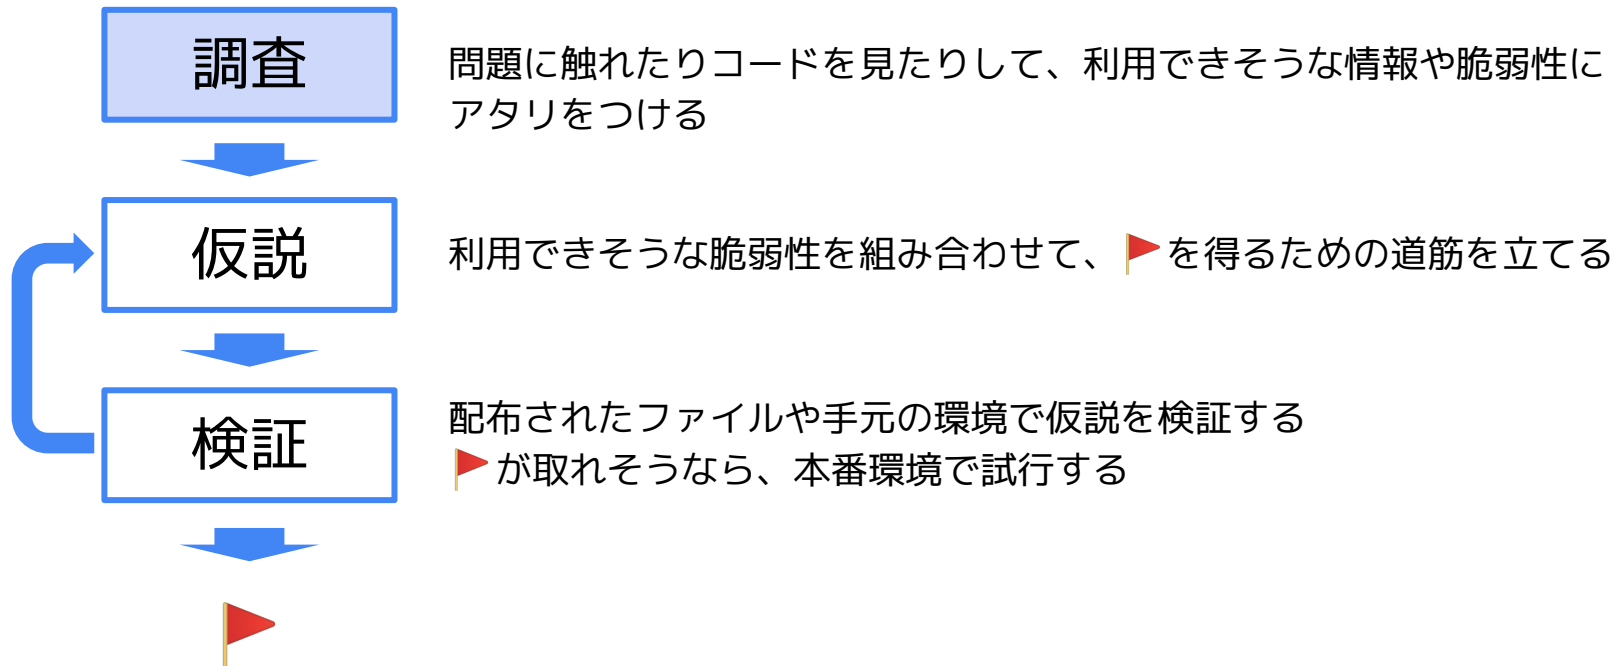 調査
問題に触れたりコードを見たりして、利用できそうな情報や脆弱性に
アタリをつける
仮説
利用できそうな脆弱性を組み合わせて、🚩を得るための道筋を立てる
検証
配布されたファイルや手元の環境で仮説を検証する
🚩が取れそうなら、本番環境で試行する